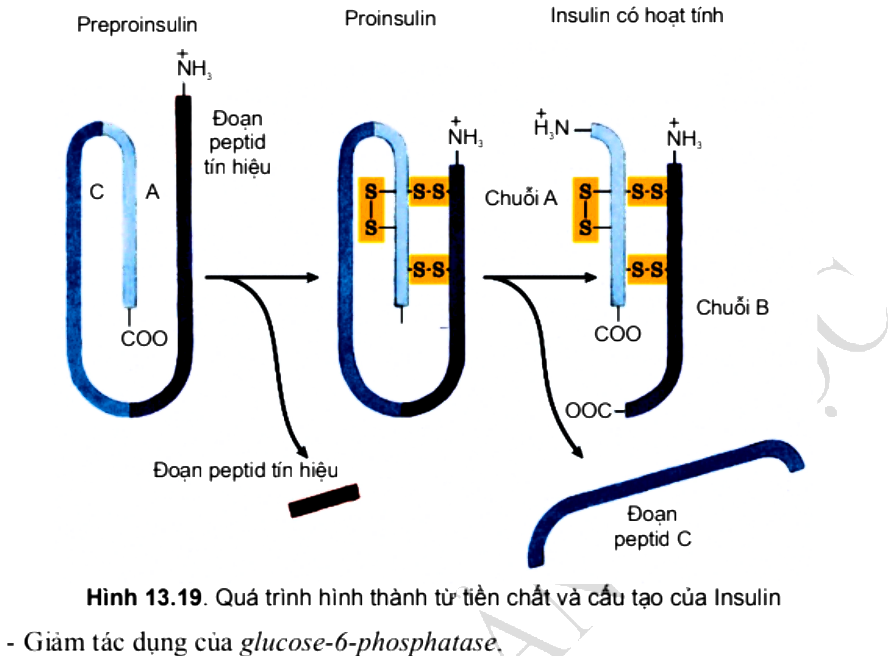 Preproinsulin
Proinsulin
Insulin có hoạt tính
+
NH3
Đoạn
peptid
tín hiệu
C
A
COO
Đoạn peptid tín hiệu
+
NH3
S
S
S-S
S-S
+
H3N
Chuỗi A
S
S
S-S
S-S
+
NH3
Chuỗi B
COO
OOC
Đoạn
peptid C
Hình 13.19. Quá trình hình thành từ tiền chất và cấu tạo của Insulin
- Giảm tác dụng của glucose-6-phosphatase.